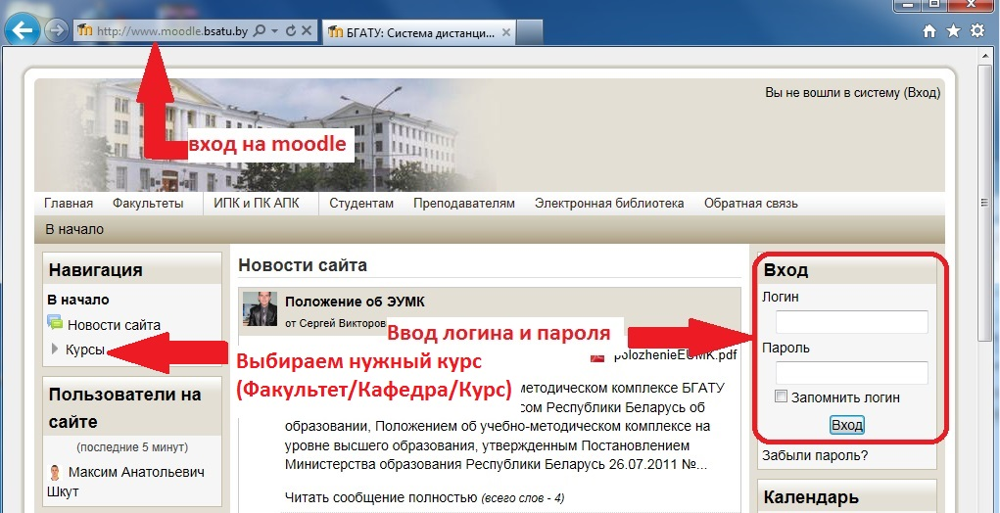 http://www.moodle.bsatu.by
БГАТУ: Система дистанци...
Вы не вошли в систему (Вход)
вход на moodle
Главная Факультеты ИПК и ПК АПК Студентам Преподавателям Электронная библиотека Обратная связь
В начало
Навигация
В начало
Новости сайта
Курсы
Пользователи на
сайте
(последние 5 минут)
Максим Анатольевич
Шкут
Новости сайта
Положение об ЭУМК
от Сергей Викторов
Ввод логина и пароля
polozhenieEUMK.pdf
Выбираем нужный курс
(Факультет/Кафедра/Курс)
методическом комплексе БГАТУ
сом Республики Беларусь об
образовании, Положением об учебно-методическом комплексе на
уровне высшего образования, утвержденным Постановлением
Министерства образования Республики Беларусь 26.07.2011 №...
Читать сообщение полностью (всего слов - 4)
Вход
Логин
Пароль
Запомнить логин
Вход
Забыли пароль?
Календарь